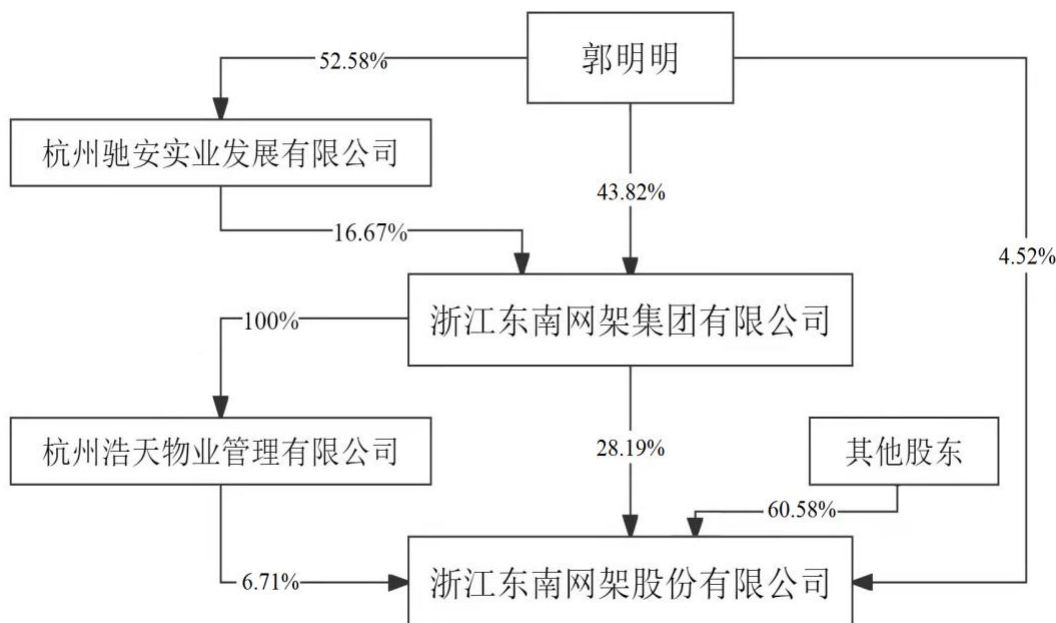 郭明明
52.58%
杭州驰安实业发展有限公司
43.82%
16.67%
4.52%
浙江东南网架集团有限公司
100%
杭州浩天物业管理有限公司
28.19%
其他股东
60.58%
6.71%
浙江东南网架股份有限公司